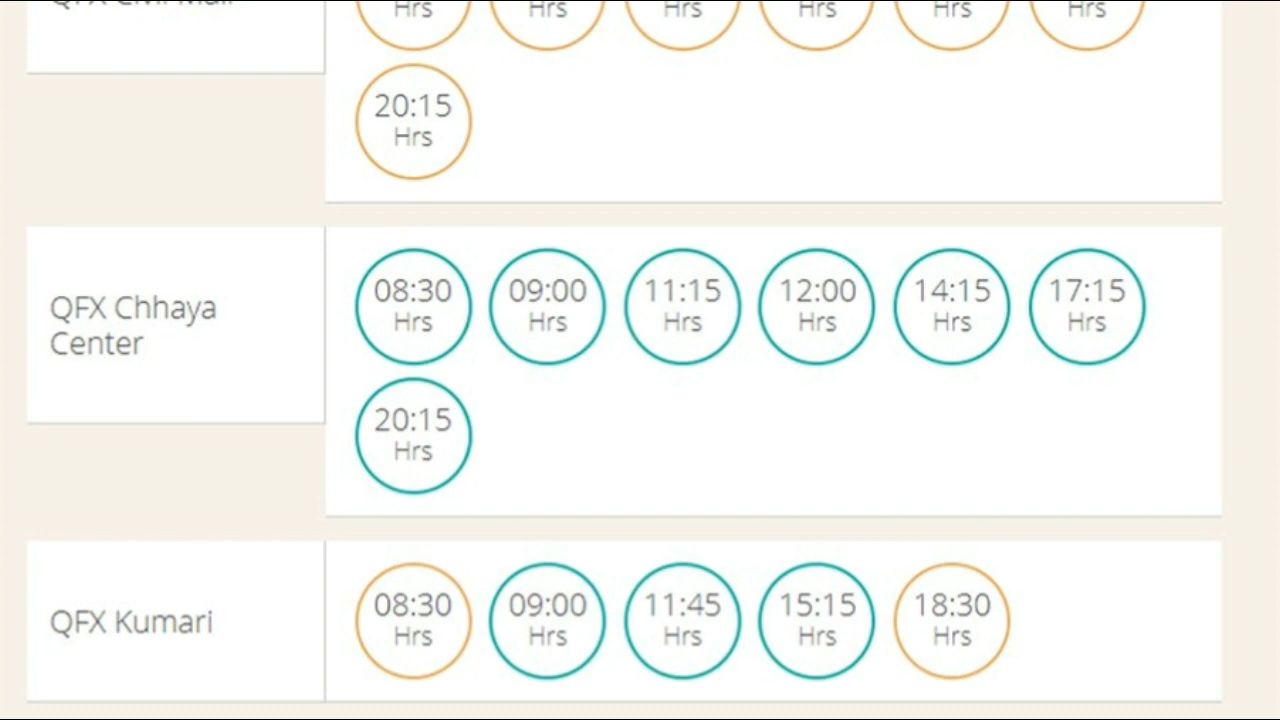 Hrs Hrs Hrs Hrs Hrs Hrs
20:15
Hrs
QFX Chhaya
Center
08:30 09:00 11:15 12:00 14:15 17:15
Hrs Hrs Hrs Hrs Hrs Hrs
20:15
Hrs
QFX Kumari
08:30 09:00 11:45 15:15 18:30
Hrs Hrs Hrs Hrs Hrs